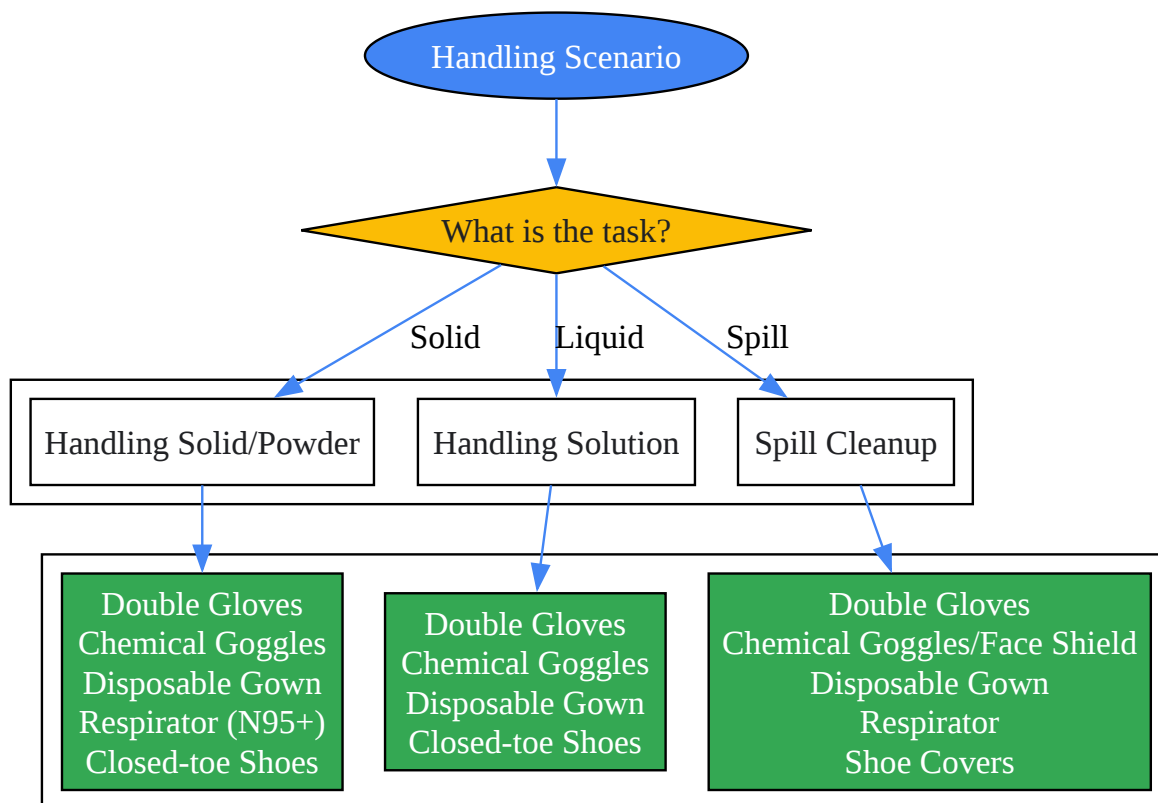 Handling Scenario
What is the task?
Solid
Liquid
Spill
Handling Solid/Powder
Handling Solution
Spill Cleanup
Double Gloves
Chemical Goggles
Disposable Gown
Respirator (N95+)
Closed-toe Shoes
Double Gloves
Chemical Goggles
Disposable Gown
Closed-toe Shoes
Double Gloves
Chemical Goggles/Face Shield
Disposable Gown
Respirator
Shoe Covers